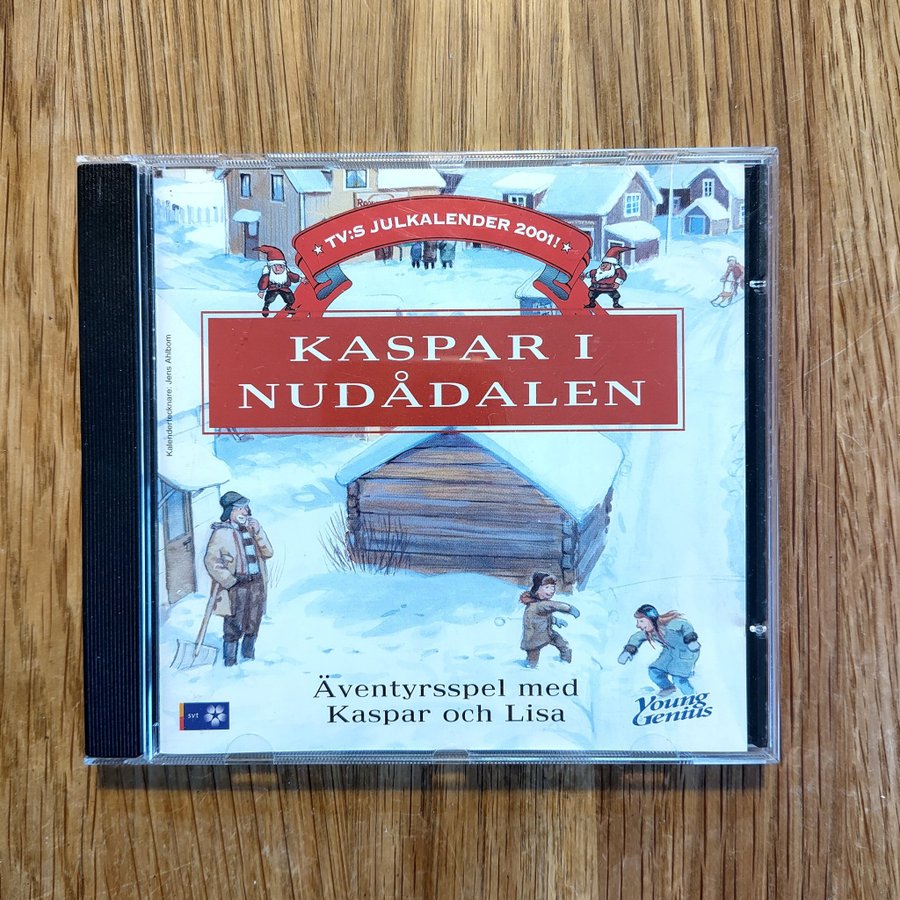 TV:S JULKALENDER 2001!
KASPAR I
NUDÅDALEN
Kalendertecknare: Jens Ahlbom
Äventyrsspel med
Kaspar och Lisa
svt
Young
Genius